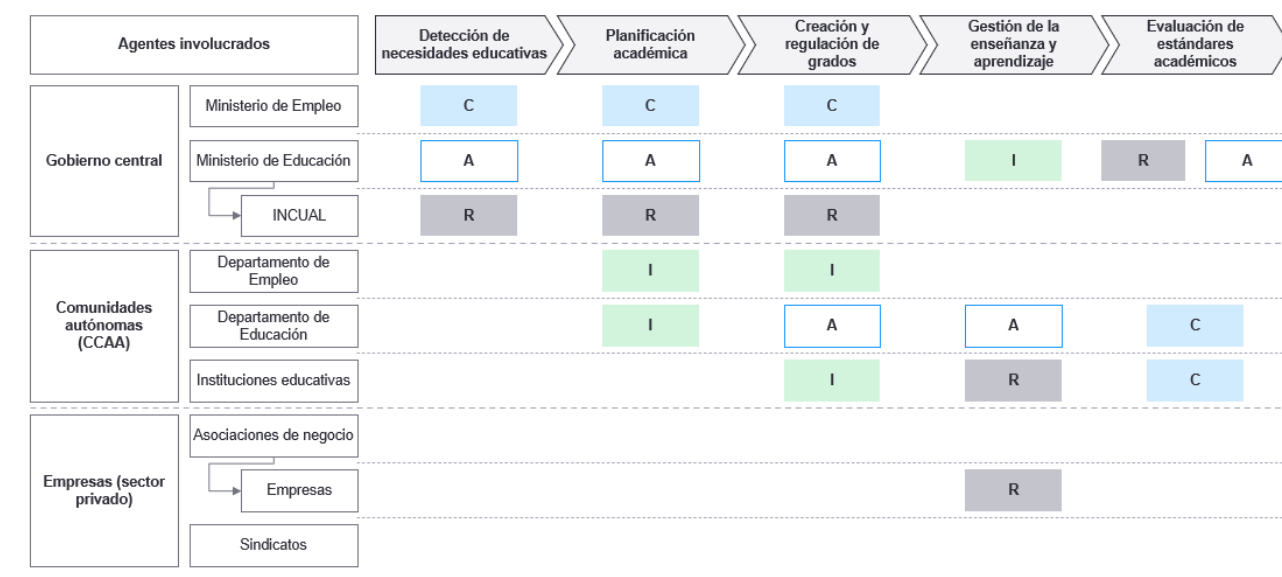 Agentes involucrados
Detección de
necesidades educativas
Planificación
académica
Creación y
regulación de
grados
Gestión de la
enseñanza y
aprendizaje
Evaluación de
estándares
académicos
Gobierno central
Ministerio de Empleo
C
C
C
Ministerio de Educación
A
A
A
I
R
A
INCUAL
R
R
R
Comunidades
autónomas
(CCAA)
Departamento de
Empleo
I
I
Departamento de
Educación
I
A
A
C
Instituciones educativas
I
R
C
Empresas (sector
privado)
Asociaciones de negocio
Empresas
R
Sindicatos